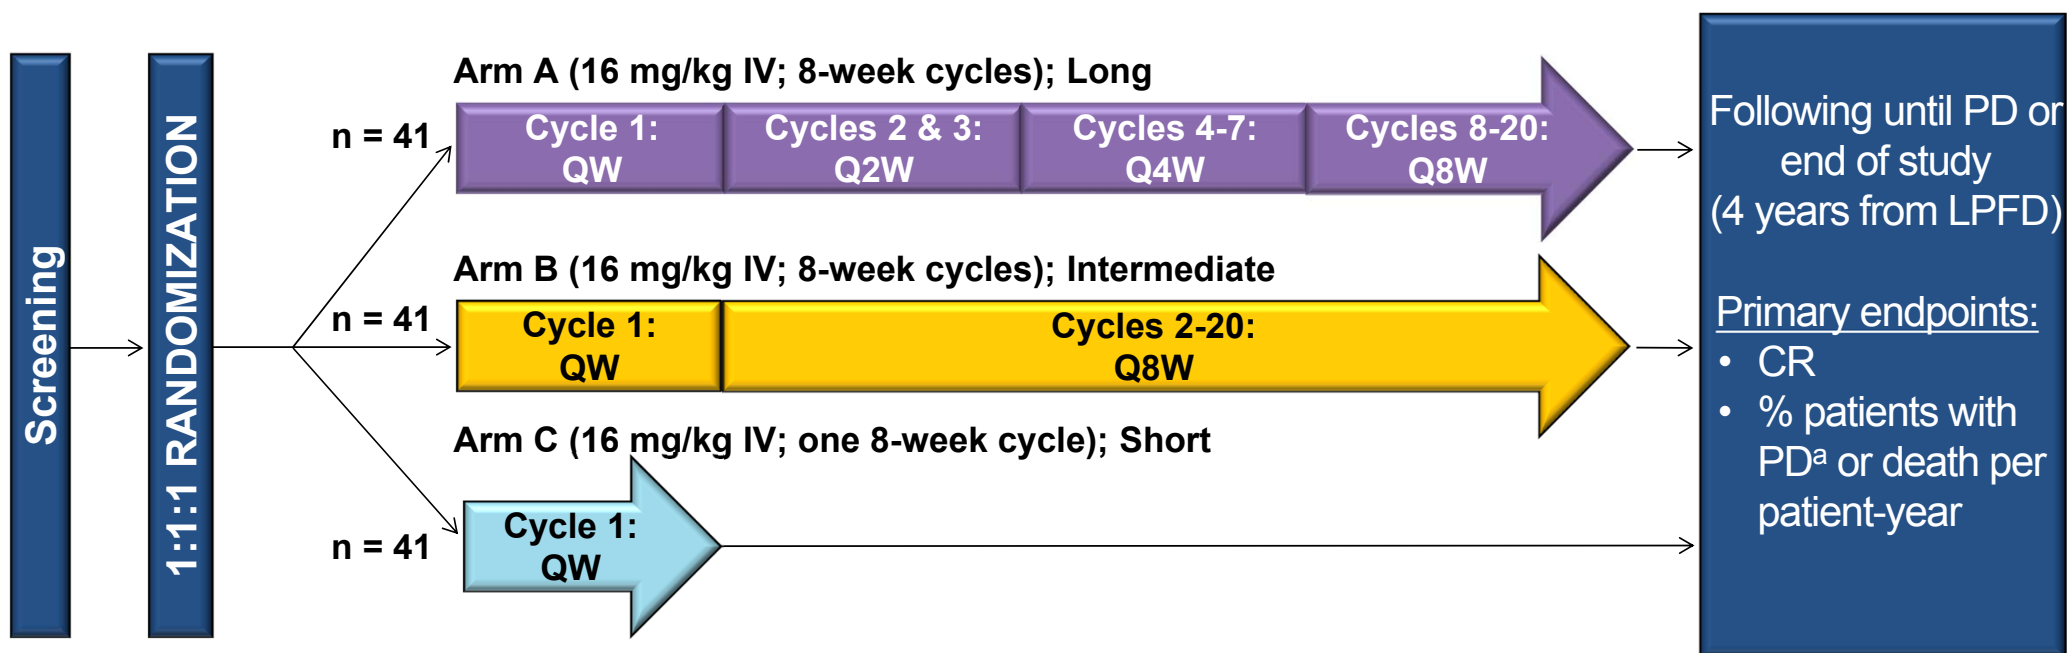 Screening
1:1:1 RANDOMIZATION
Arm A (16 mg/kg IV; 8-week cycles); Long
n = 41
Cycle 1:
QW
Cycles 2 & 3:
Q2W
Cycles 4-7:
Q4W
Cycles 8-20:
Q8W
Arm B (16 mg/kg IV; 8-week cycles); Intermediate
n = 41
Cycle 1:
QW
Cycles 2-20:
Q8W
Arm C (16 mg/kg IV; one 8-week cycle); Short
n = 41
Cycle 1:
QW
Following until PD or
end of study
(4 years from LPFD)
Primary endpoints:
• CR
• % patients with
PDᵃ or death per
patient-year